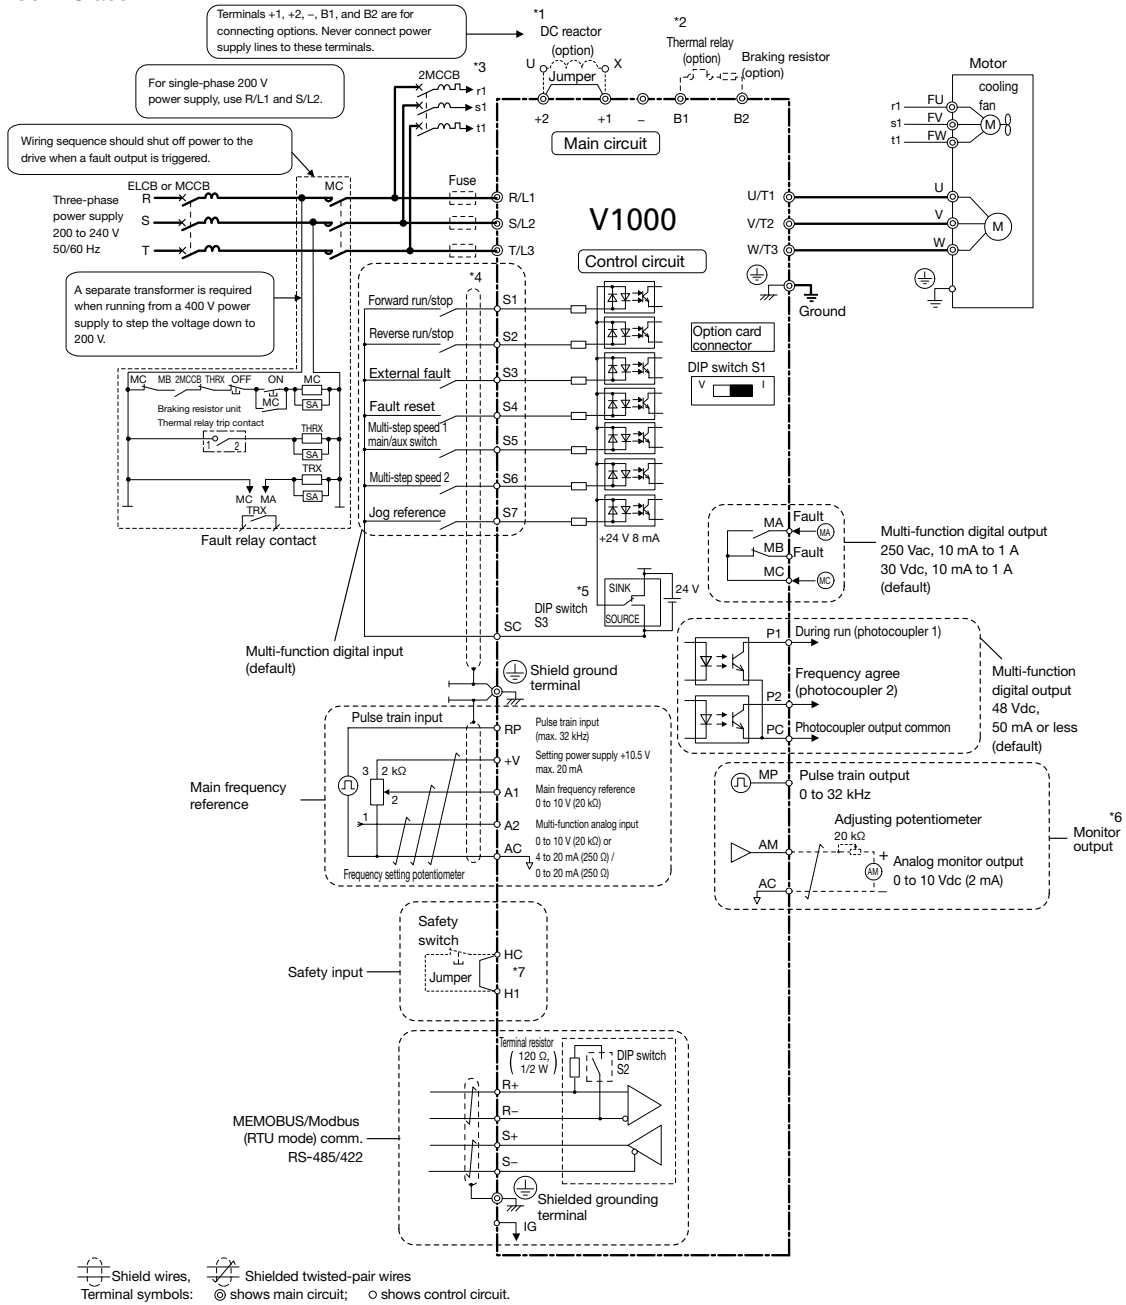 Terminals +1, +2, −, B1, and B2 are for
connecting options. Never connect power
supply lines to these terminals.
*1
DC reactor
(option)
U X
Jumper
*2
Thermal relay
(option)
Braking resistor
(option)
+2 +1 − B1 B2
Main circuit
Motor
cooling
fan
r1 FU
s1 FV
t1 FW
M
For single-phase 200 V
power supply, use R/L1 and S/L2.
2MCCB
*3
r1
s1
t1
Wiring sequence should shut off power to the
drive when a fault output is triggered.
ELCB or MCCB
MC
Fuse
Three-phase
power supply
200 to 240 V
50/60 Hz
R
S
T
R/L1
S/L2
T/L3
V1000
Control circuit
U/T1
V/T2
W/T3
U
V
W
M
Ground
A separate transformer is required
when running from a 400 V power
supply to step the voltage down to
200 V.
MC MB 2MCCB THRX OFF ON MC
MC
SA
Braking resistor unit
Thermal relay trip contact
1 2
THRX
SA
TRX
SA
MC MA
TRX
Fault relay contact
*4
Forward run/stop S1
Reverse run/stop S2
External fault S3
Fault reset S4
Multi-step speed 1
main/aux switch S5
Multi-step speed 2 S6
Jog reference S7
+24 V 8 mA
Option card
connector
DIP switch S1
V I
*5
DIP switch
S3
SINK
SOURCE
24 V
SC
Multi-function digital input
(default)
Shield ground
terminal
MA Fault
MA
MB Fault
MC
MC
Multi-function digital output
250 Vac, 10 mA to 1 A
30 Vdc, 10 mA to 1 A
(default)
P1 During run (photocoupler 1)
Frequency agree
(photocoupler 2)
P2
PC Photocoupler output common
Multi-function
digital output
48 Vdc,
50 mA or less
(default)
Main frequency
reference
Pulse train input
RP
Pulse train input
(max. 32 kHz)
+V
Setting power supply +10.5 V
max. 20 mA
3 2 kΩ
2
A1
Main frequency reference
0 to 10 V (20 kΩ)
1
A2
Multi-function analog input
0 to 10 V (20 kΩ) or
4 to 20 mA (250 Ω) /
0 to 20 mA (250 Ω)
AC
Frequency setting potentiometer
MP Pulse train output
0 to 32 kHz
Adjusting potentiometer
20 kΩ
AM
+
AM
−
Analog monitor output
0 to 10 Vdc (2 mA)
AC
*6
Monitor
output
Safety input
Safety
switch
Jumper
HC
*7
H1
MEMOBUS/Modbus
(RTU mode) comm.
RS-485/422
Terminal resistor
(120 Ω,
1/2 W)
DIP switch
S2
R+
R−
S+
S−
Shielded grounding
terminal
IG
Shield wires, Shielded twisted-pair wires
Terminal symbols: shows main circuit; shows control circuit.